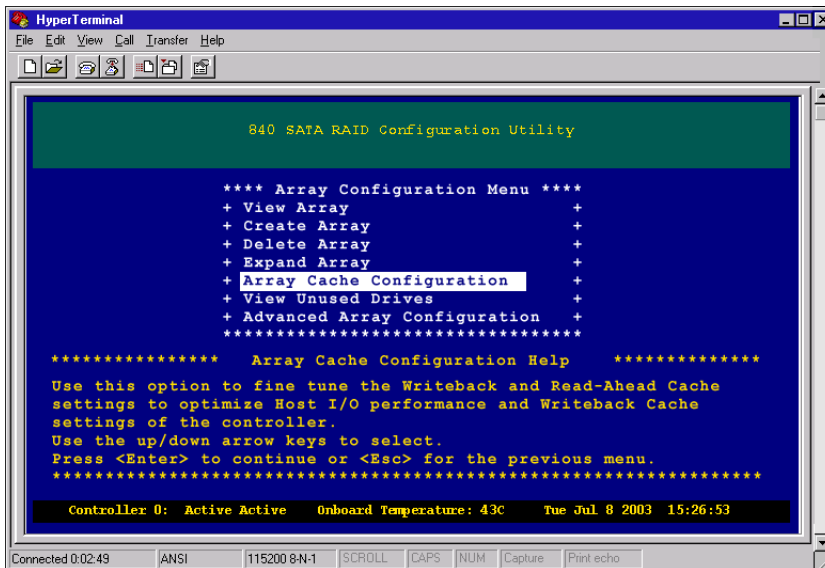 HyperTerminal
File Edit View Call Transfer Help
840 SATA RAID Configuration Utility
**** Array Configuration Menu ****
+ View Array +
+ Create Array +
+ Delete Array +
+ Expand Array +
+ Array Cache Configuration +
+ View Unused Drives +
+ Advanced Array Configuration +
**********************************
**************** Array Cache Configuration Help **************
Use this option to fine tune the Writeback and Read-Ahead Cache
settings to optimize Host I/O performance and Writeback Cache
settings of the controller.
Use the up/down arrow keys to select.
Press <Enter> to continue or <Esc> for the previous menu.
*******************************************************************
Controller 0: Active Active Onboard Temperature: 43C Tue Jul 8 2003 15:26:53
Connected 0:02:49 ANSI 115200 8-N-1 SCROLL CAPS NUM Capture Print echo